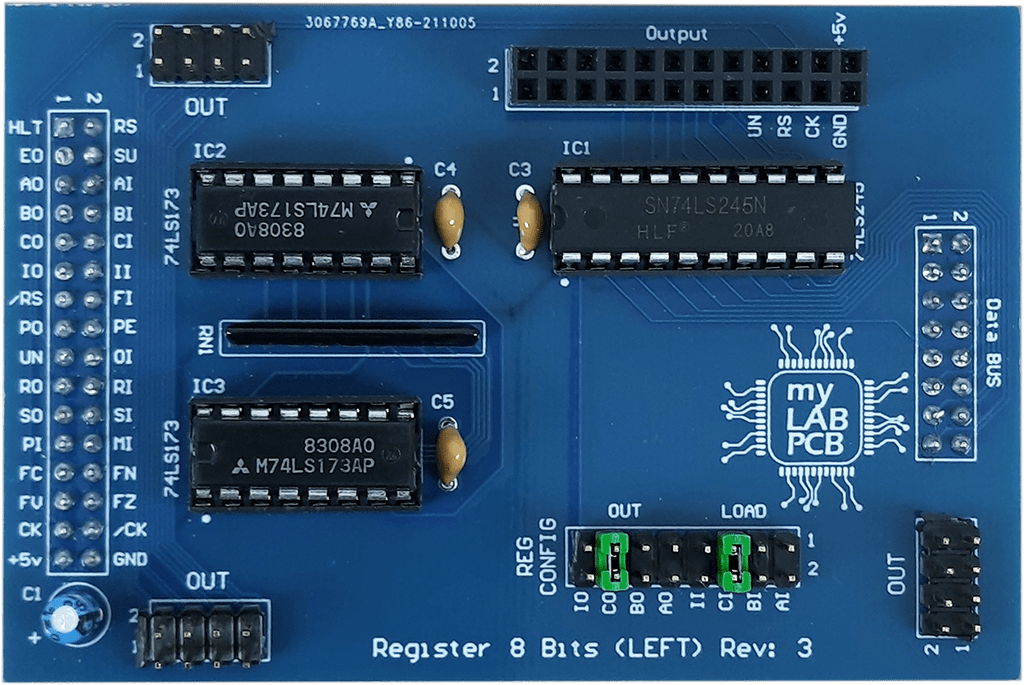 3067769A_Y86-211005
Output
+5v
2
1
2
1
OUT
UN
RS
CK
GND
1 2
HLT RS
EO SU
AO AI
BO BI
CO CI
IO II
/RS FI
PO PE
UN OI
RO RI
SO SI
PI MI
FC FN
FV FZ
CK /CK
+5v GND
IC2
74LS173
M74LS173AP
8308A0
C4
C3
IC1
SN74LS245N
HLF® 20A8
74LS245
1 2
Data BUS
RN1
IC3
74LS173
8308A0
M74LS173AP
C5
my
LAB
PCB
OUT LOAD
REG
CONFIG
1
2
IO
CO
BO
AO
II
CI
BI
AI
OUT
2 1
C1
+
OUT
2
1
Register 8 Bits (LEFT) Rev: 3